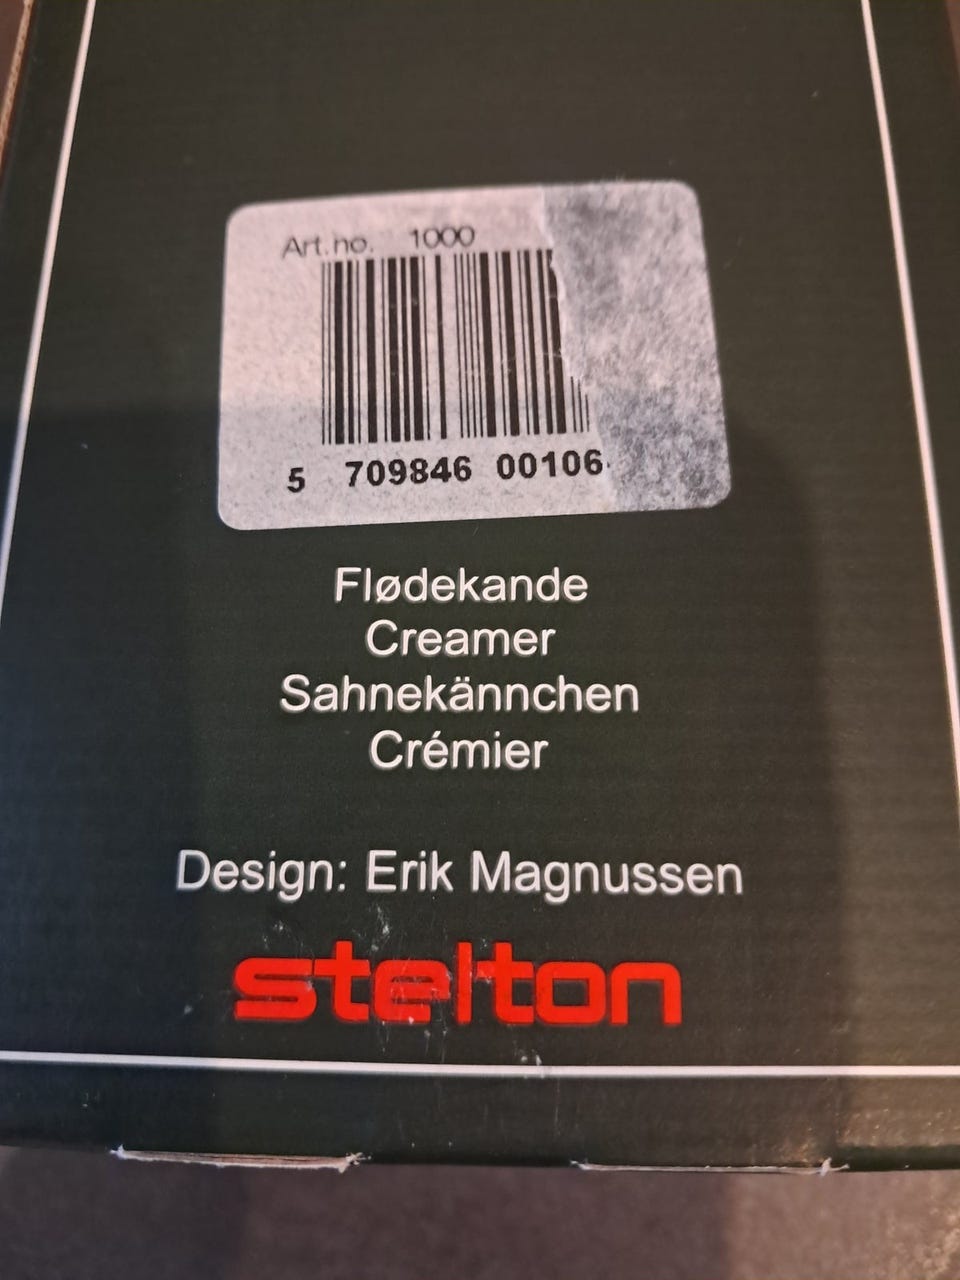 Art.no. 1000
5 709846 00106
Flødekande
Creamer
Sahnekännchen
Crémier
Design: Erik Magnussen
stelton